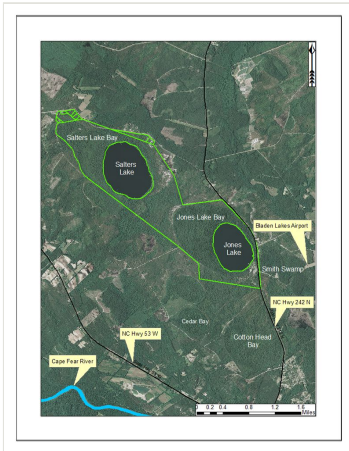 Salters Lake Bay
Salters
Lake
Jones Lake Bay
Bladen Lakes Airport
Jones
Lake
Smith Swamp
NC Hwy 242 N
Cedar Bay
NC Hwy 53 W
Cotton Head
Bay
Cape Fear River
0 0.2 0.4 0.8 1.2 1.6
Miles